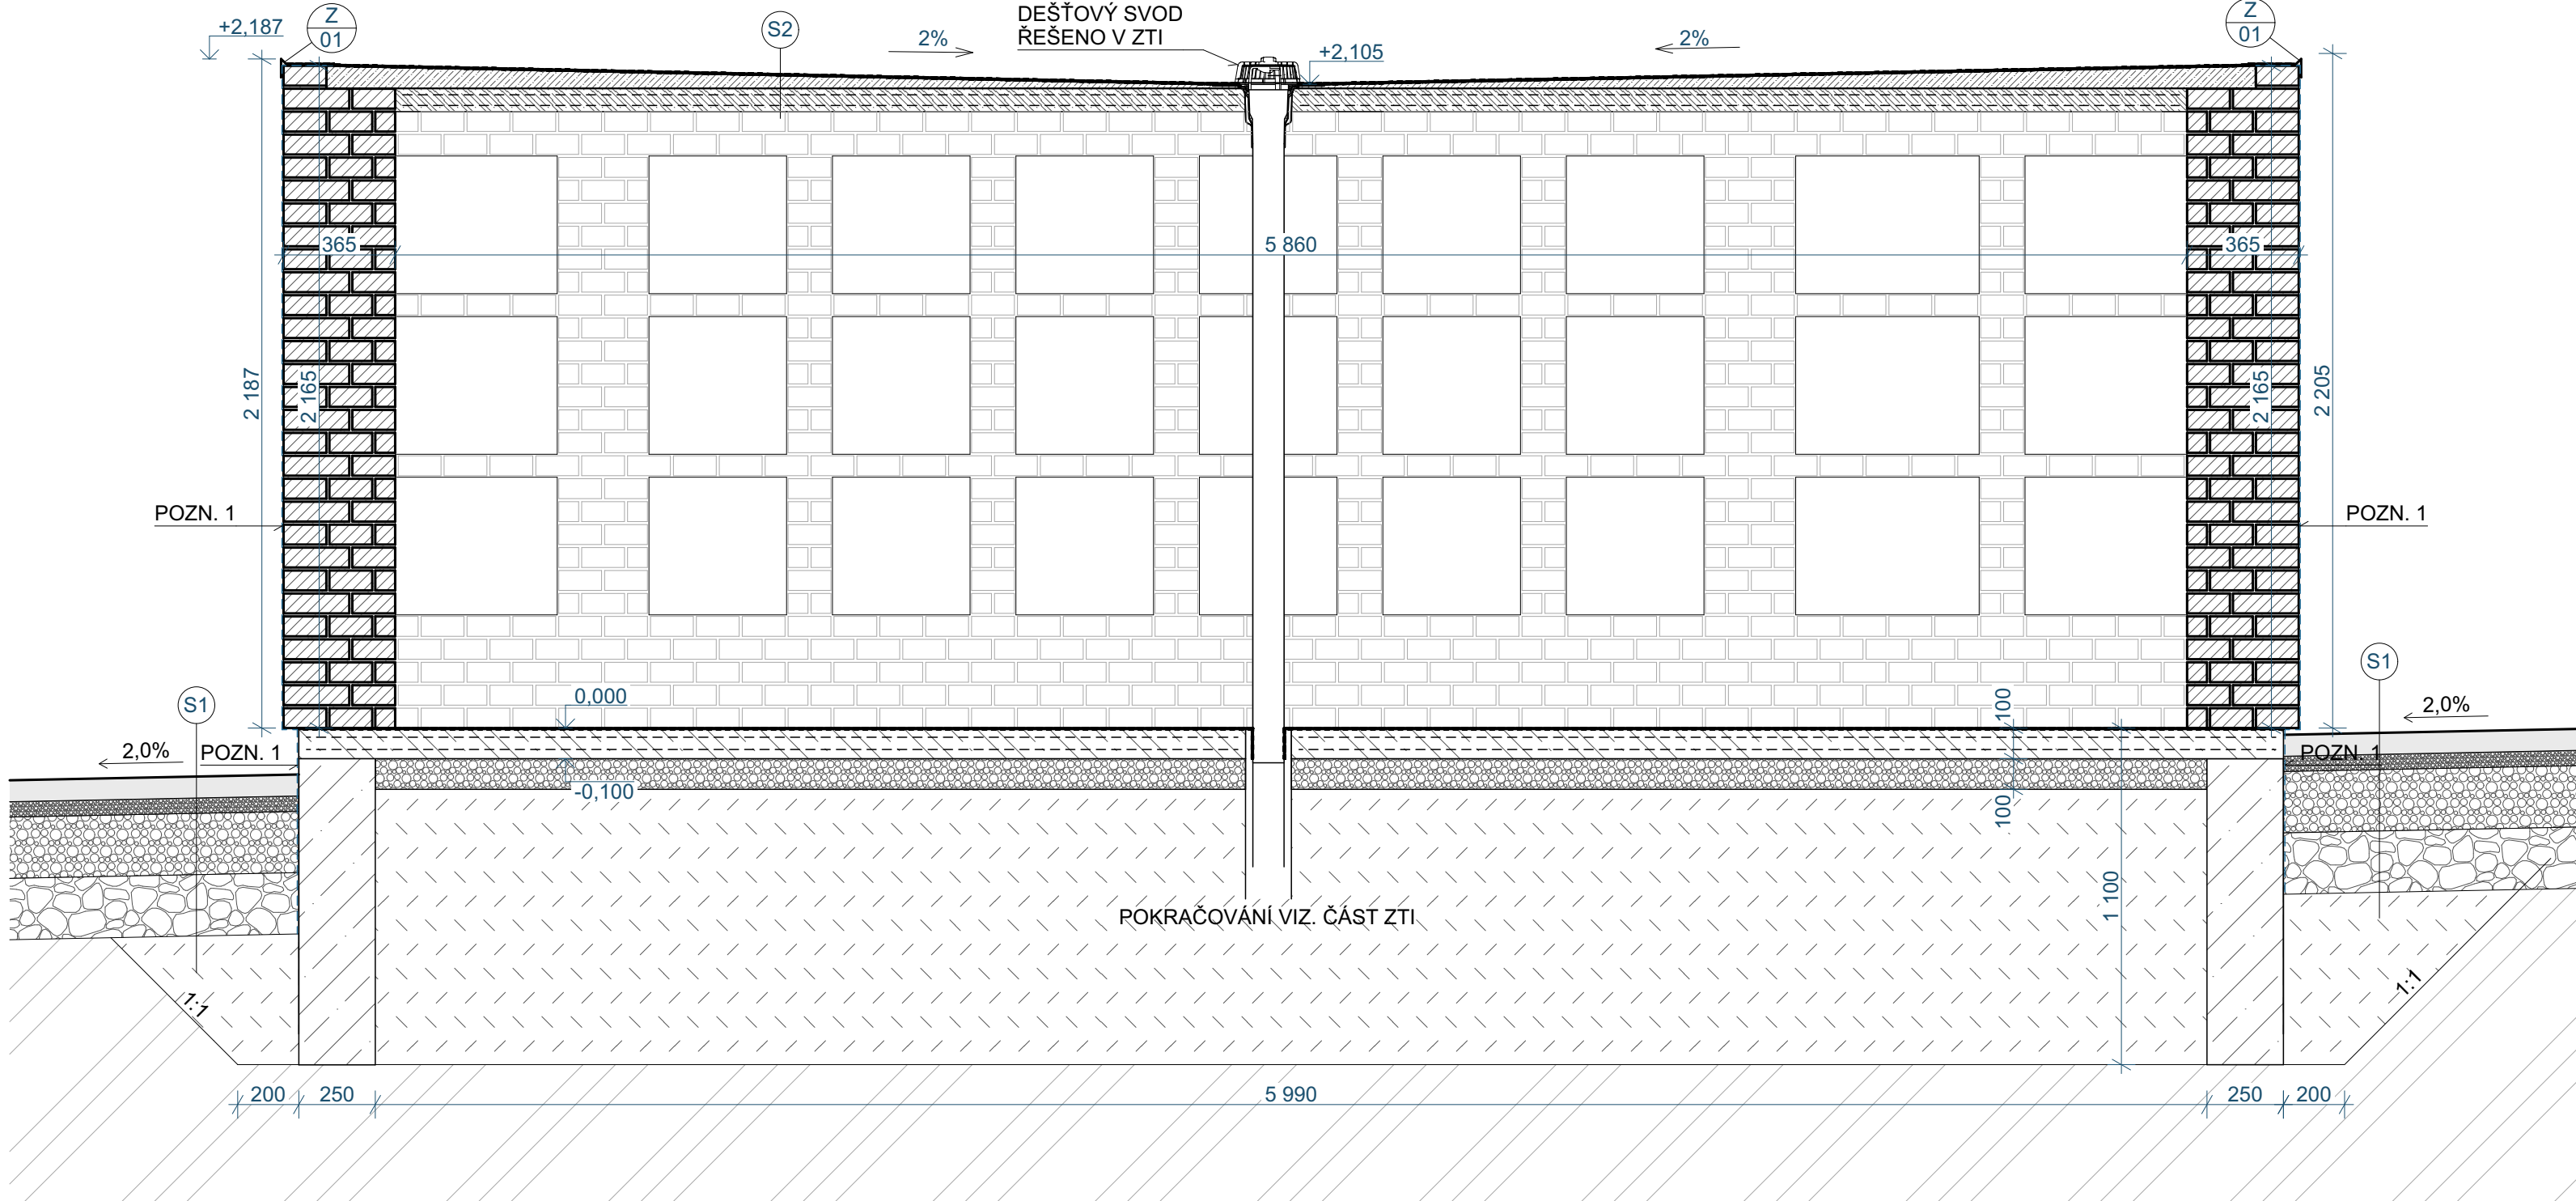 DEŠŤOVÝ SVOD
ŘEŠENO V ZTI
+2,187
Z
01
S2
2%
+2,105
2%
Z
01
365
5 860
365
2 187
2 165
2 165
2 205
POZN. 1
POZN. 1
S1
0,000
100
S1
2,0%
POZN. 1
2,0%
POZN. 1
-0,100
100
1 100
POKRAČOVÁNÍ VIZ. ČÁST ZTI
1:1
1:1
200
250
5 990
250
200